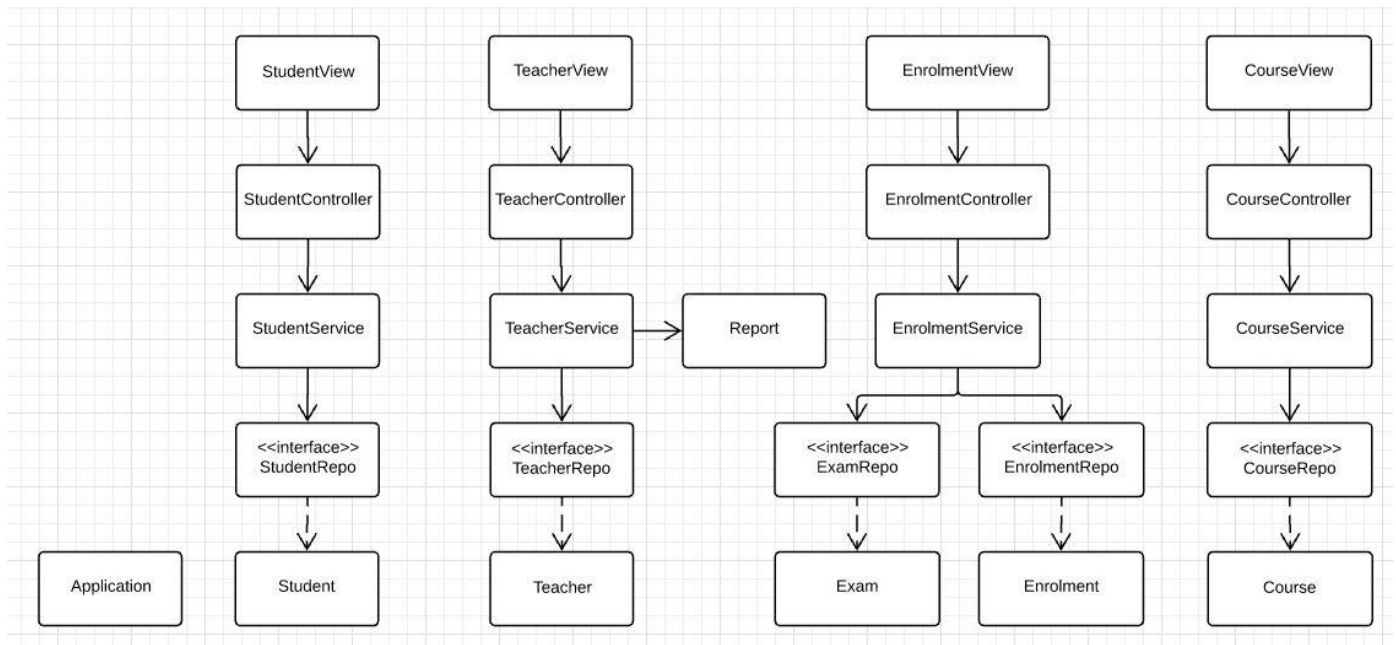 StudentView
TeacherView
EnrolmentView
CourseView
StudentController
TeacherController
EnrolmentController
CourseController
StudentService
TeacherService
Report
EnrolmentService
CourseService
<<interface>>
StudentRepo
<<interface>>
TeacherRepo
<<interface>>
ExamRepo
<<interface>>
EnrolmentRepo
<<interface>>
CourseRepo
Application
Student
Teacher
Exam
Enrolment
Course